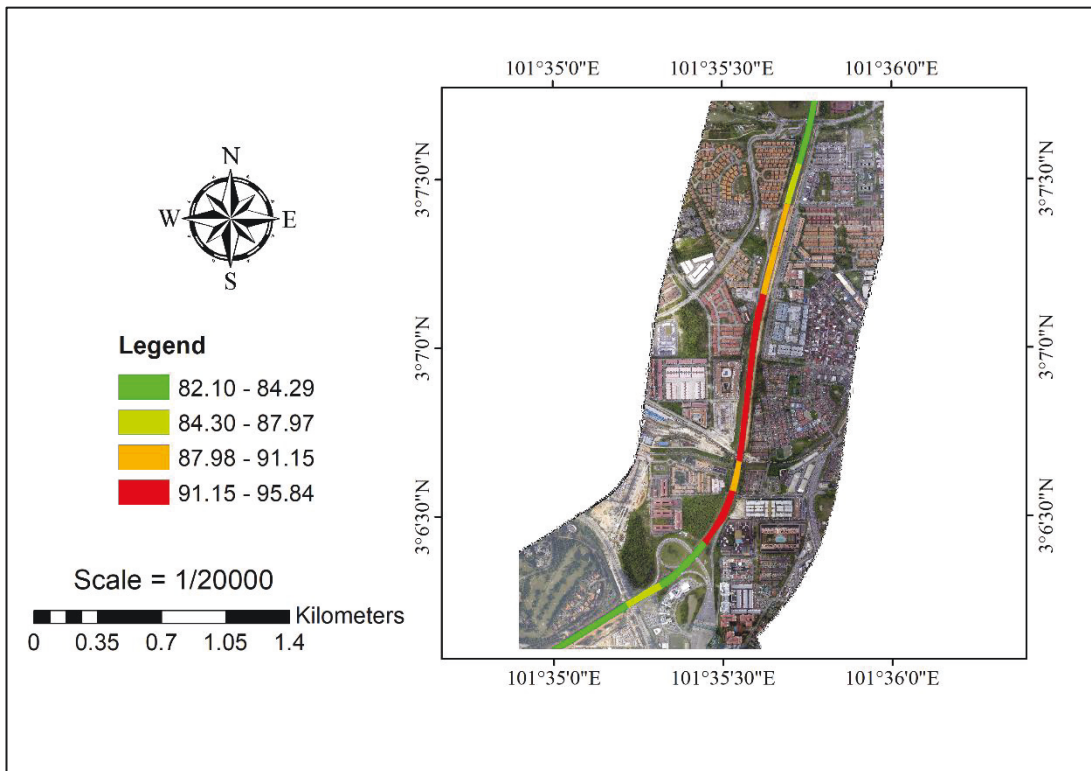 101°35'0"E 101°35'30"E 101°36'0"E
N
W E
S
3°7'30"N 3°7'30"N
3°7'0"N 3°7'0"N
3°6'30"N 3°6'30"N
Legend
82.10 - 84.29
84.30 - 87.97
87.98 - 91.15
91.15 - 95.84
Scale = 1/20000
Kilometers
0 0.35 0.7 1.05 1.4
101°35'0"E 101°35'30"E 101°36'0"E